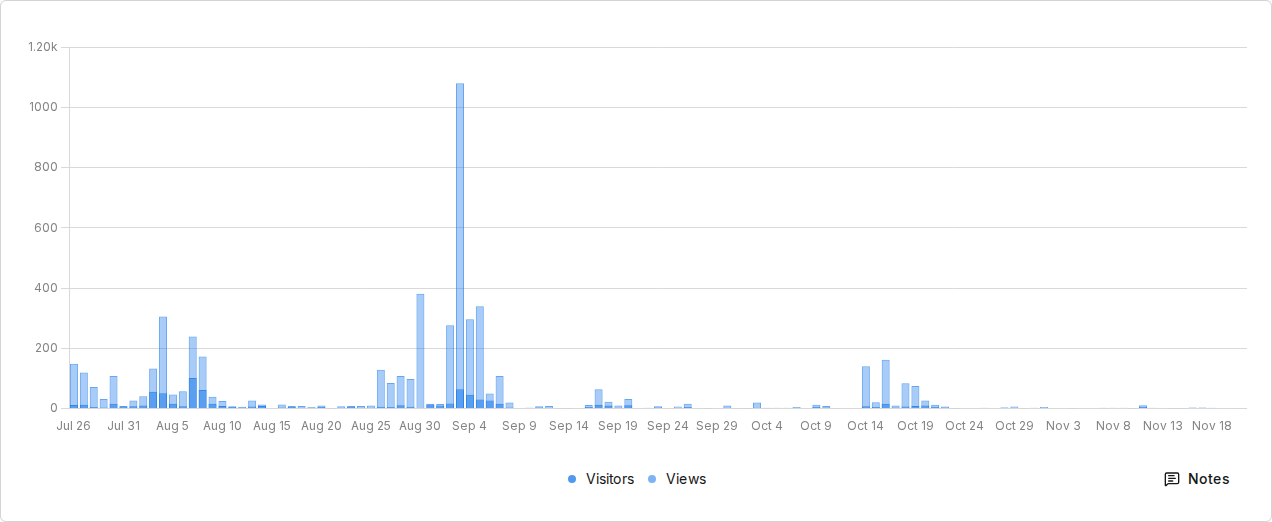 1.20k
1000
800
600
400
200
0
Jul 26 Jul 31 Aug 5 Aug 10 Aug 15 Aug 20 Aug 25 Aug 30 Sep 4 Sep 9 Sep 14 Sep 19 Sep 24 Sep 29 Oct 4 Oct 9 Oct 14 Oct 19 Oct 24 Oct 29 Nov 3 Nov 8 Nov 13 Nov 18
Visitors Views Notes